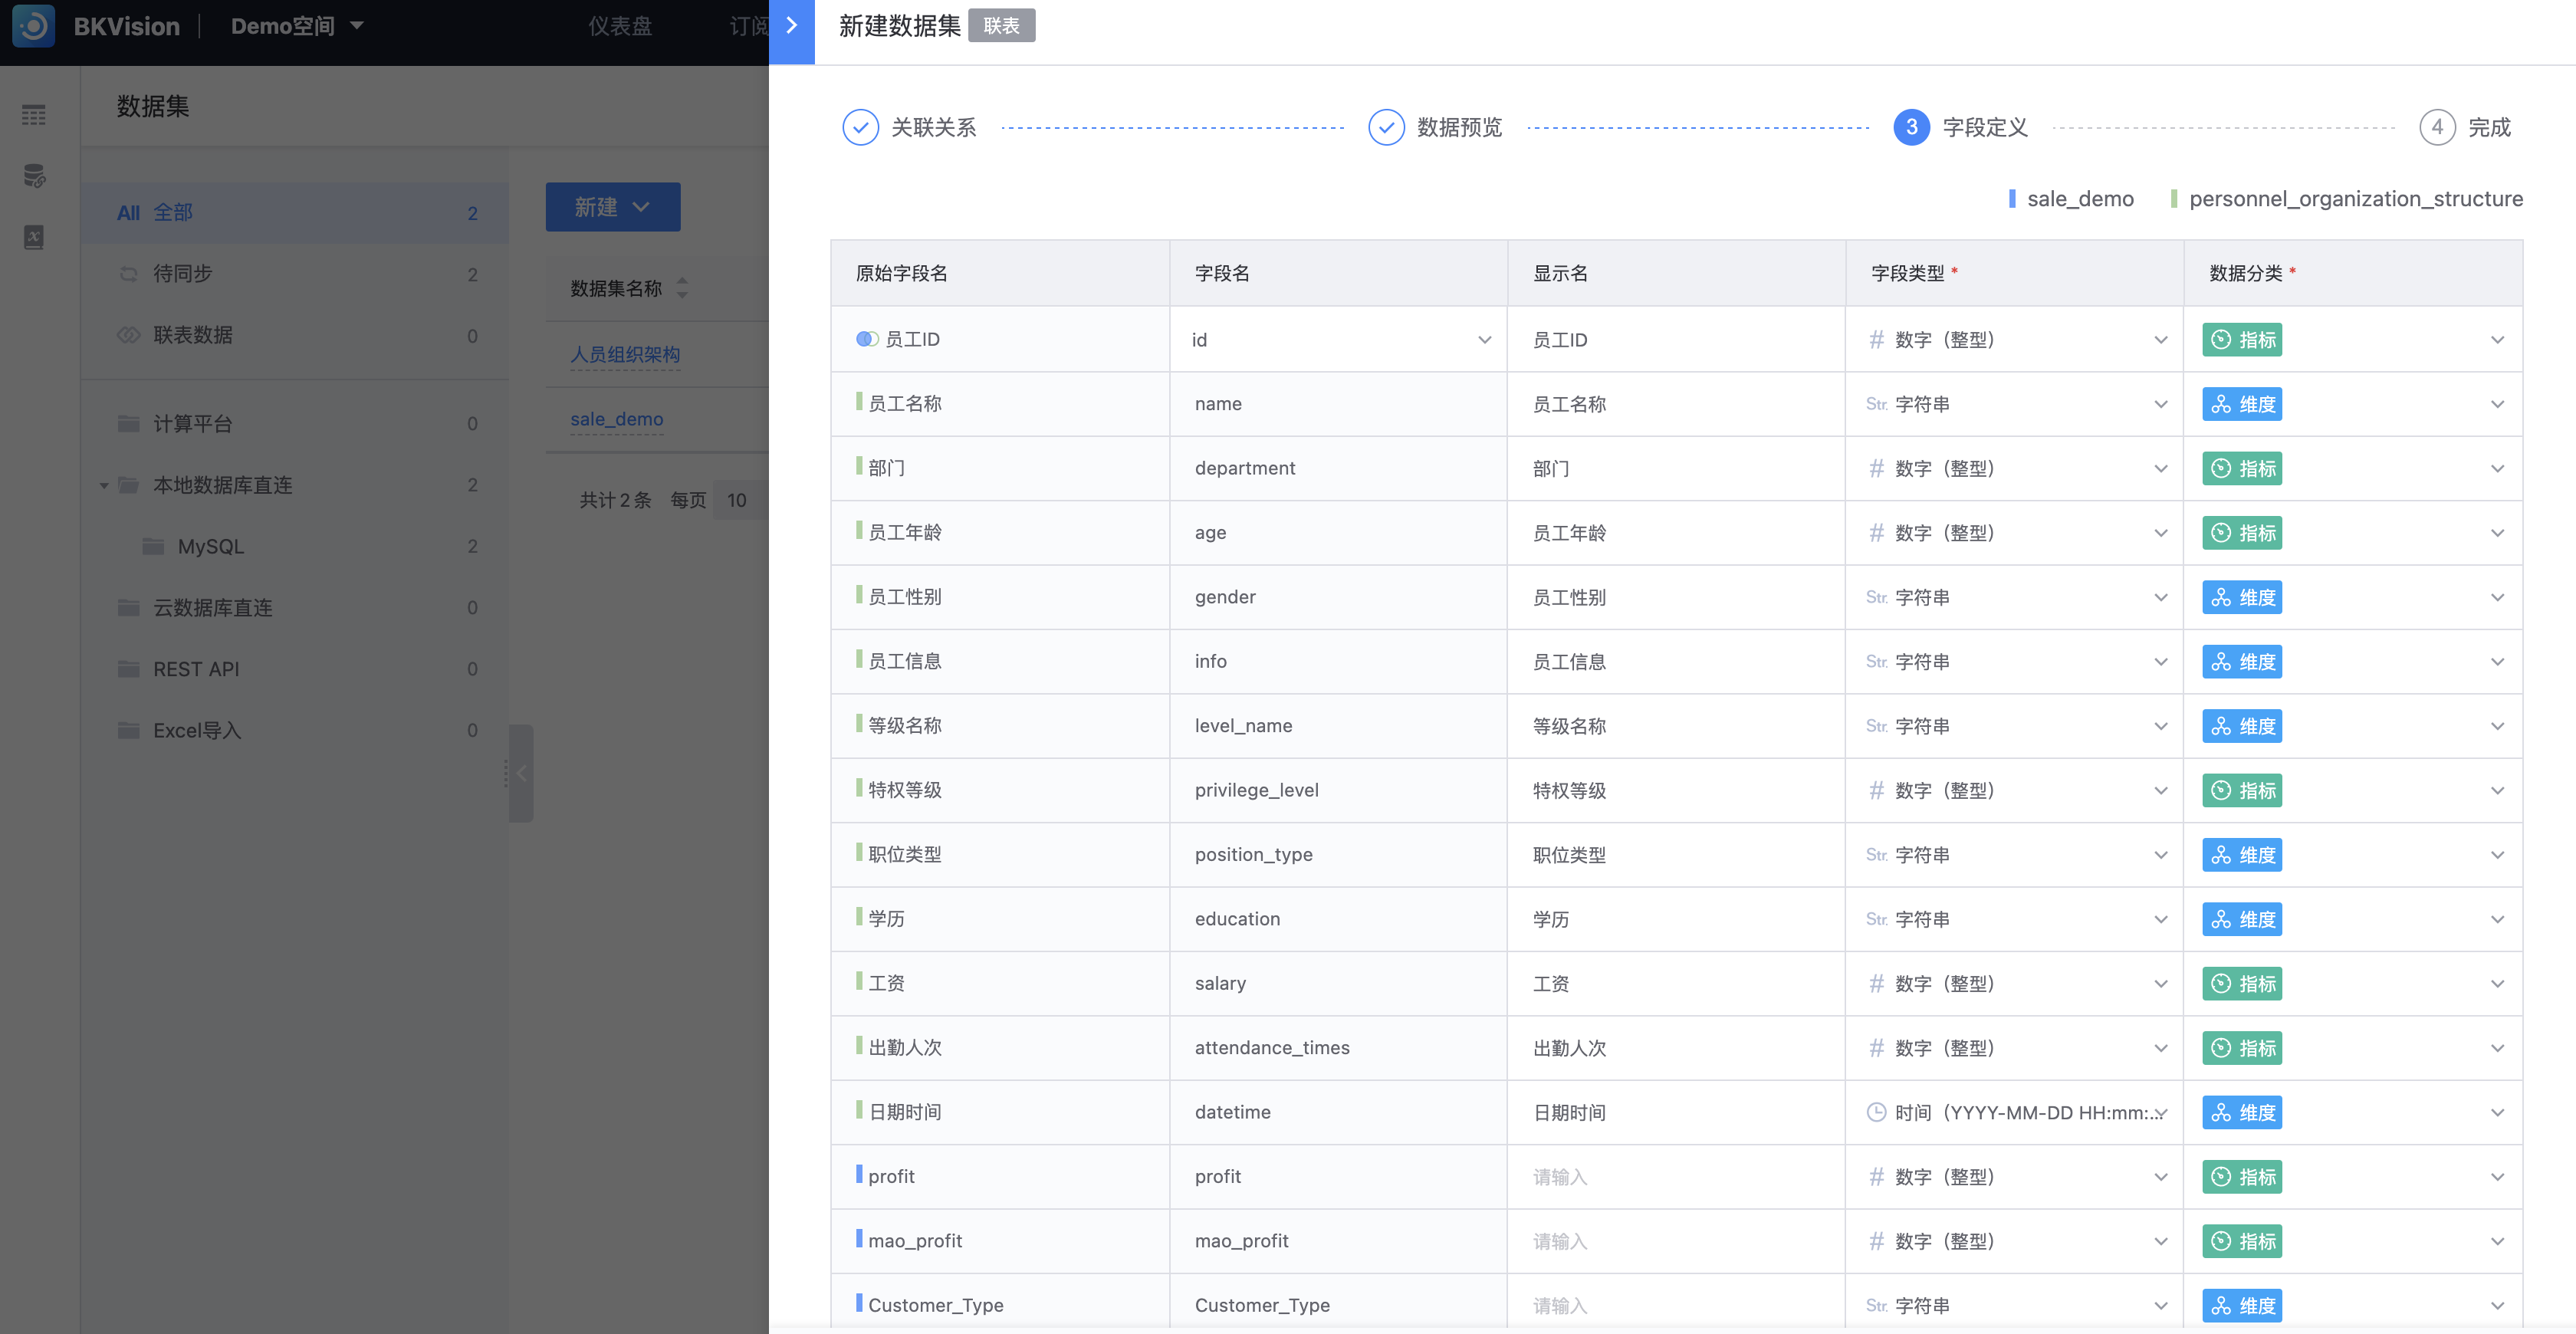 BKVision
Demo空间
仪表盘
订阅
新建数据集
联表
数据集
All 全部 2
待同步 2
联表数据 0
计算平台 0
本地数据库直连 2
MySQL 2
云数据库直连 0
REST API 0
Excel导入 0
新建
数据集名称
人员组织架构
sale_demo
共计 2 条 每页 10
关联关系
数据预览
3 字段定义
4 完成
sale_demo
personnel_organization_structure
原始字段名 字段名 显示名 字段类型 * 数据分类 *
员工ID id 员工ID # 数字（整型） 指标
员工名称 name 员工名称 Str. 字符串 维度
部门 department 部门 # 数字（整型） 指标
员工年龄 age 员工年龄 # 数字（整型） 指标
员工性别 gender 员工性别 Str. 字符串 维度
员工信息 info 员工信息 Str. 字符串 维度
等级名称 level_name 等级名称 Str. 字符串 维度
特权等级 privilege_level 特权等级 # 数字（整型） 指标
职位类型 position_type 职位类型 Str. 字符串 维度
学历 education 学历 Str. 字符串 维度
工资 salary 工资 # 数字（整型） 指标
出勤人次 attendance_times 出勤人次 # 数字（整型） 指标
日期时间 datetime 日期时间 时间（YYYY-MM-DD HH:mm:... 维度
profit profit 请输入 # 数字（整型） 指标
mao_profit mao_profit 请输入 # 数字（整型） 指标
Customer_Type Customer_Type 请输入 Str. 字符串 维度